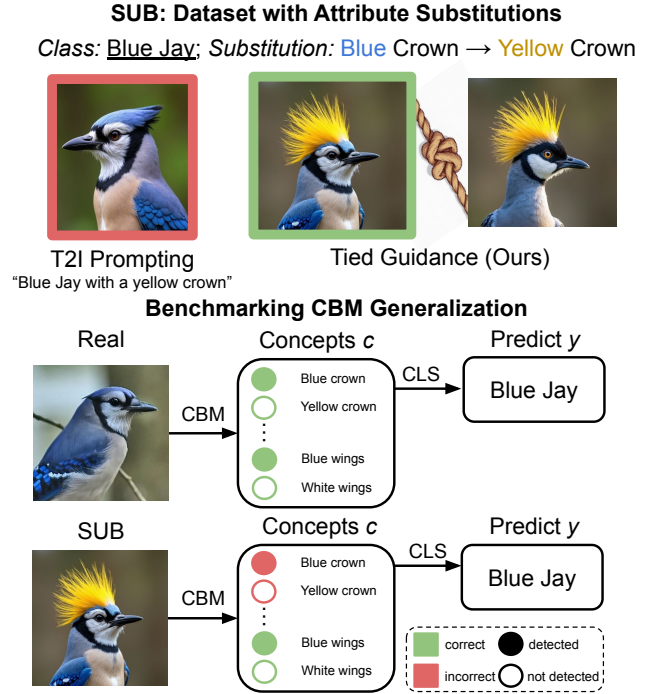 SUB: Dataset with Attribute Substitutions
Class: Blue Jay; Substitution: Blue Crown → Yellow Crown
T2I Prompting
"Blue Jay with a yellow crown"
Tied Guidance (Ours)
Benchmarking CBM Generalization
Real
Concepts c
Predict y
CBM
Blue crown
Yellow crown
Blue wings
White wings
CLS
Blue Jay
SUB
Concepts c
Predict y
CBM
Blue crown
Yellow crown
Blue wings
White wings
CLS
Blue Jay
correct
detected
incorrect
not detected